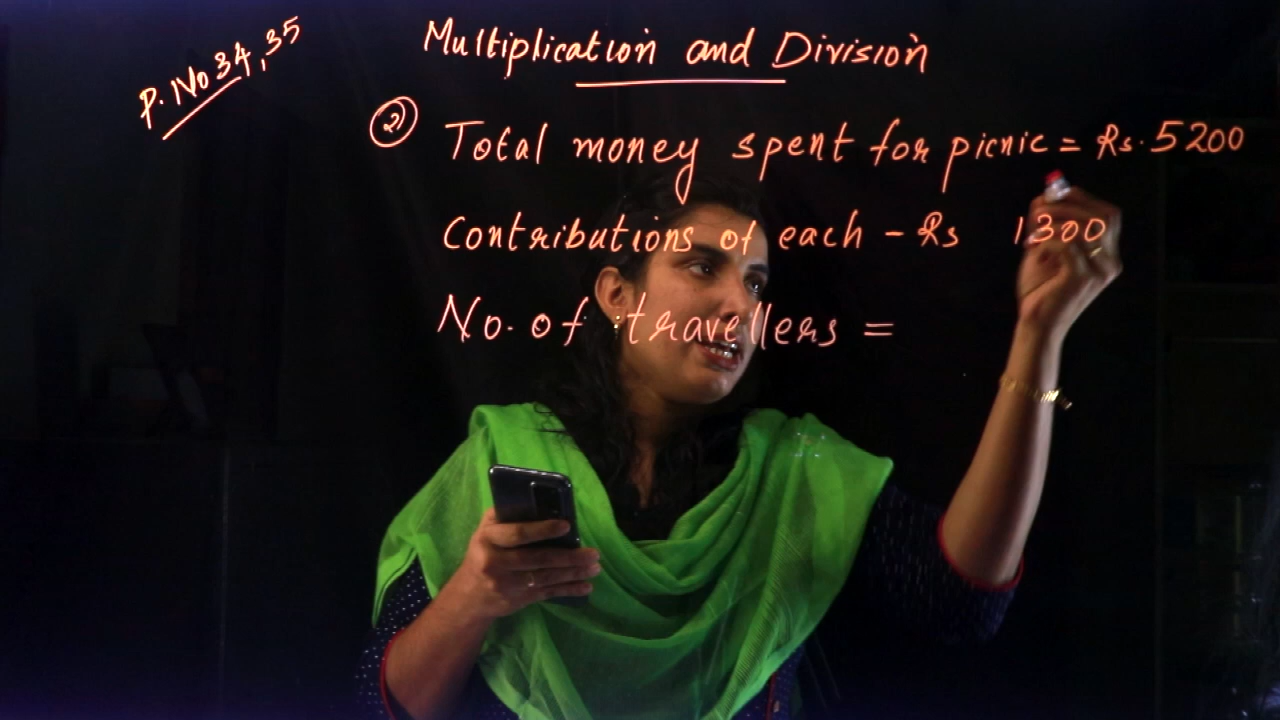 P. No 34, 35
Multiplication and Division
2) Total money spent for picnic = Rs. 5200
Contributions of each - Rs 1300
No. of travellers =